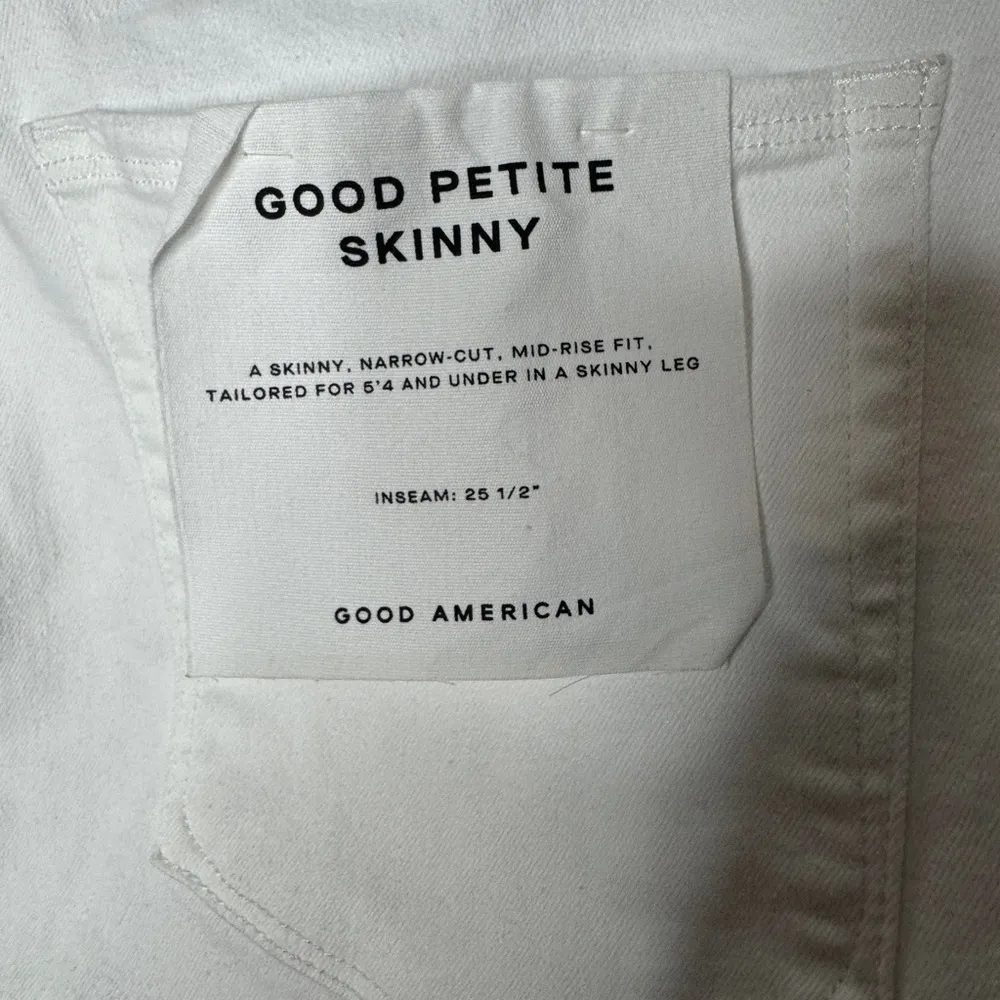 GOOD PETITE
SKINNY
A SKINNY, NARROW-CUT, MID-RISE FIT,
TAILORED FOR 5'4 AND UNDER IN A SKINNY LEG
INSEAM: 25 1/2"
GOOD AMERICAN